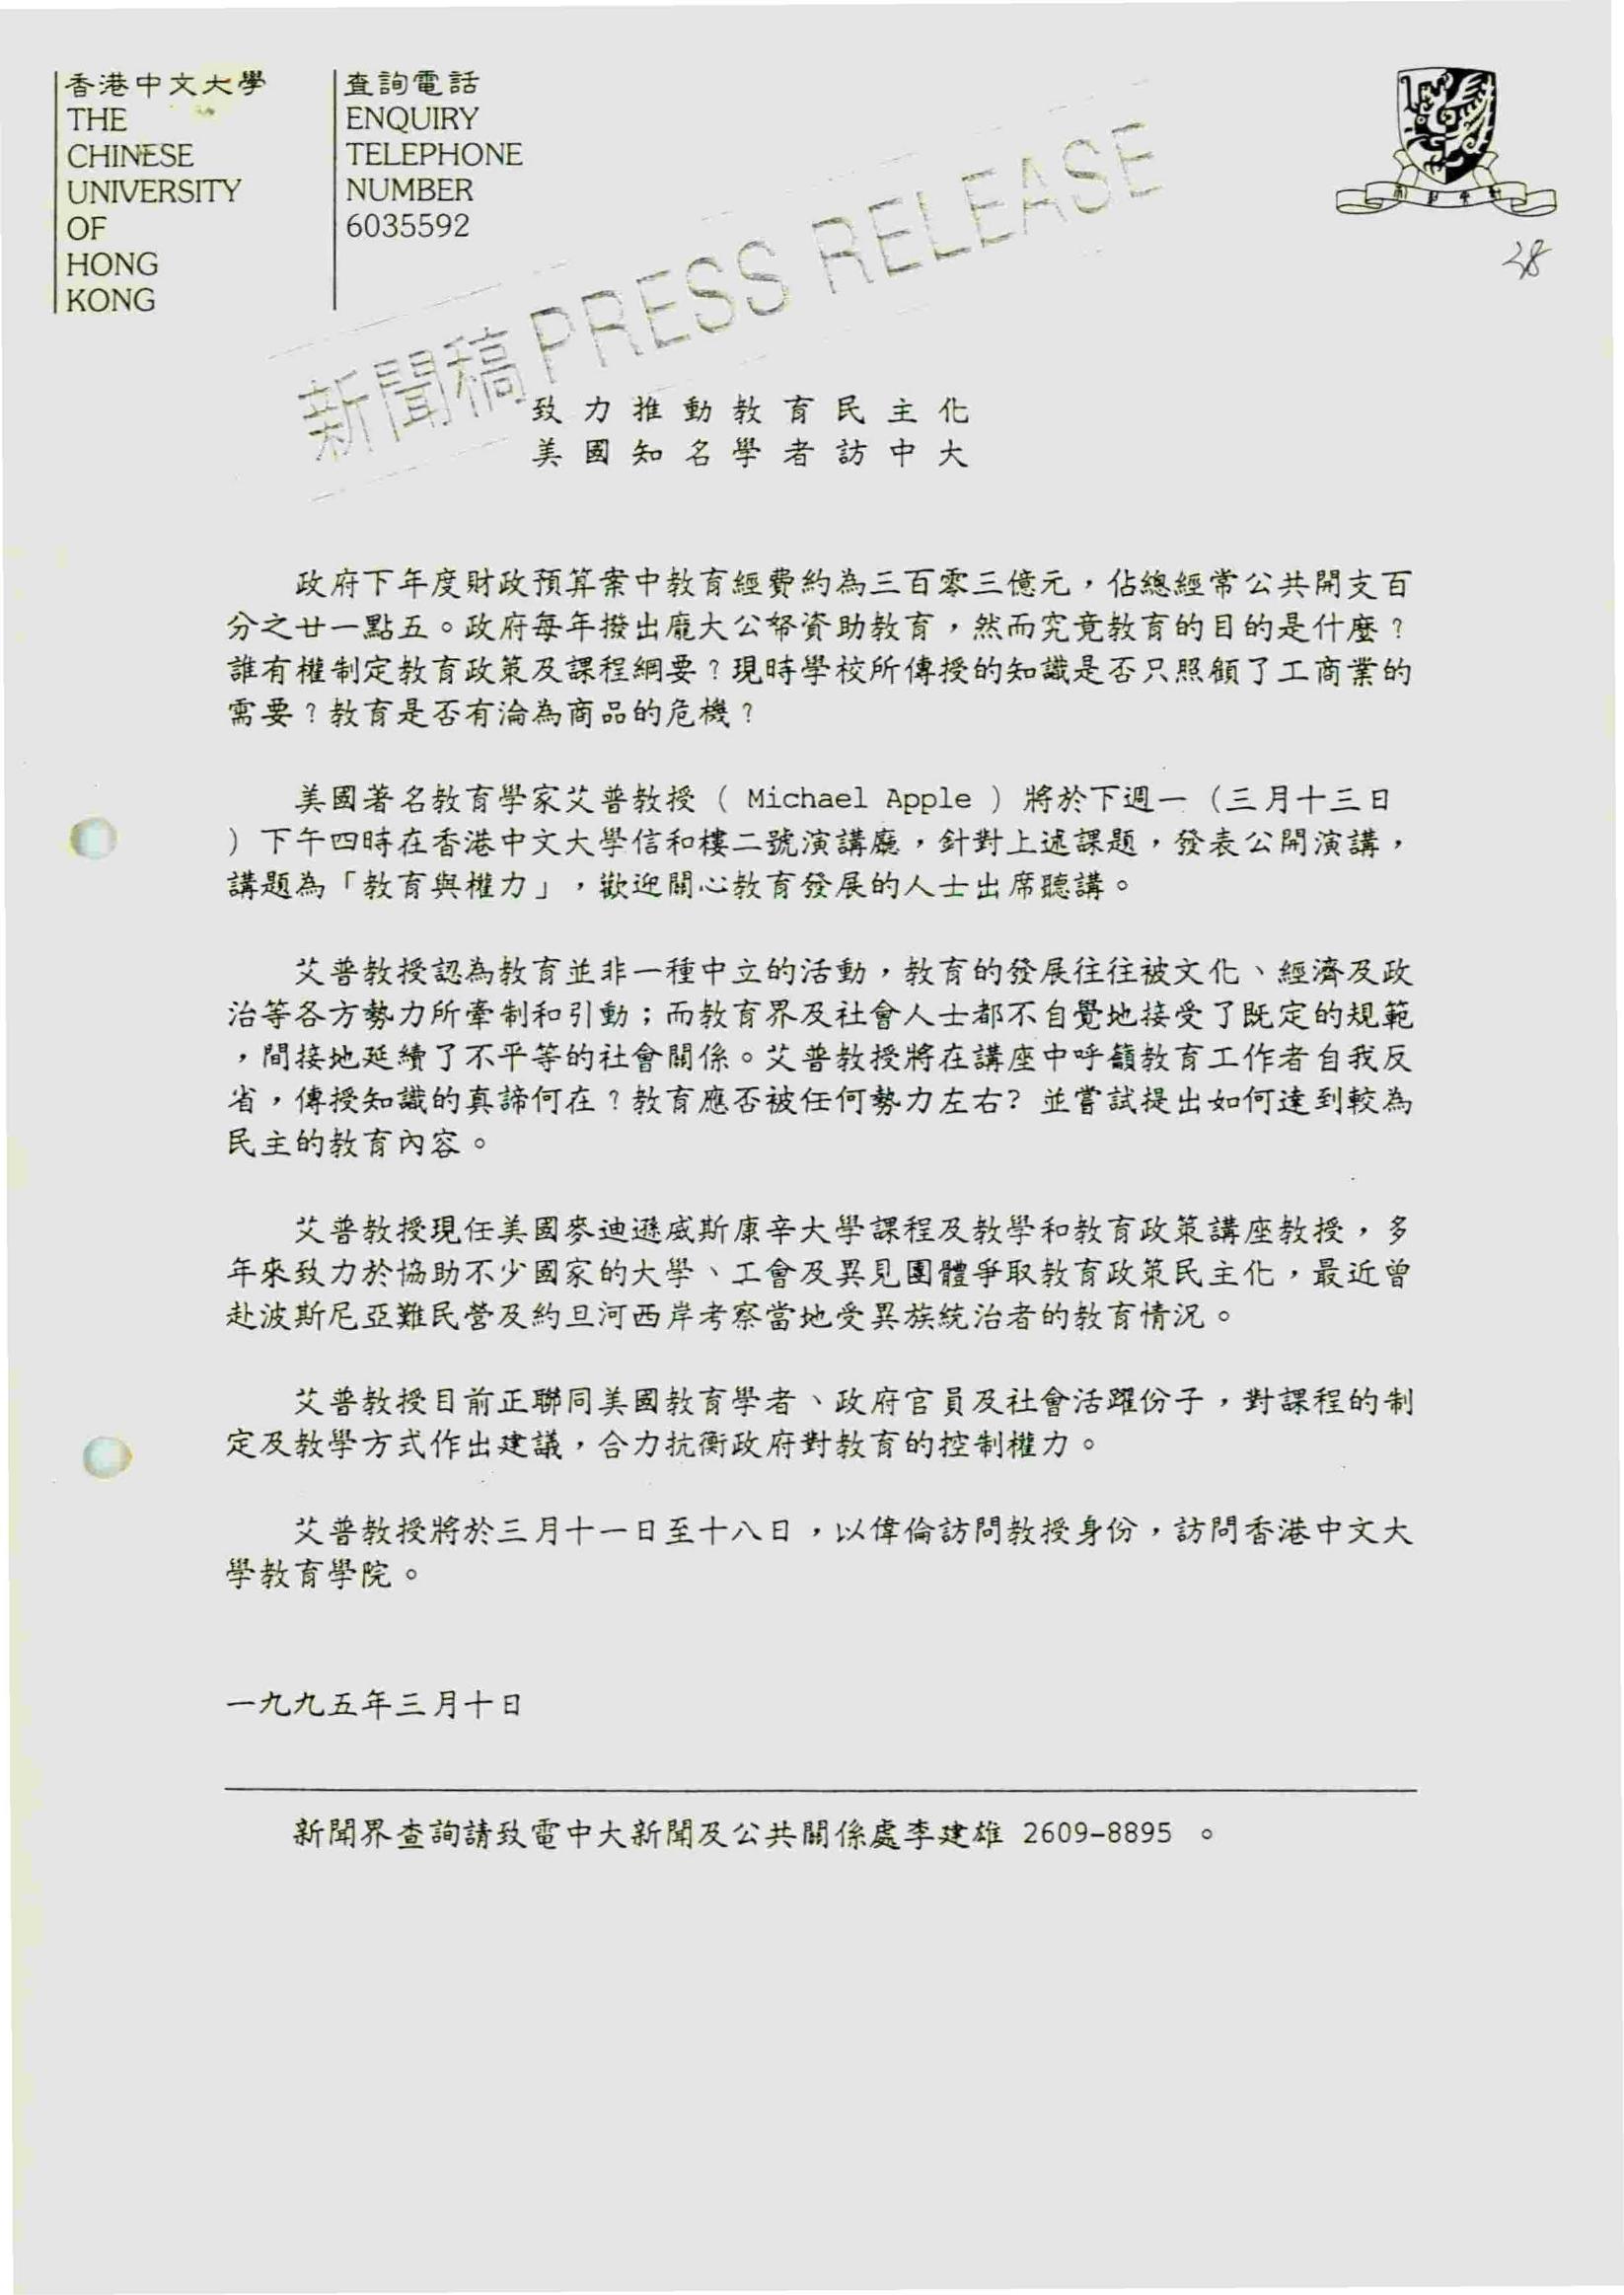 香港中文大學
THE
CHINESE
UNIVERSITY
OF
HONG
KONG
查詢電話
ENQUIRY
TELEPHONE
NUMBER
6035592
28
新聞稿 PRESS RELEASE
致力推動教育民主化
美國知名學者訪中大
政府下年度財政預算案中教育經費約為三百零三億元，佔總經常公共開支百
分之廿一點五。政府每年撥出龐大公帑資助教育，然而究竟教育的目的是什麼？
誰有權制定教育政策及課程綱要？現時學校所傳授的知識是否只照顧了工商業的
需要？教育是否有淪為商品的危機？
美國著名教育學家艾普教授（ Michael Apple ）將於下週一（三月十三日
）下午四時在香港中文大學信和樓二號演講廳，針對上述課題，發表公開演講，
講題為「教育與權力」，歡迎關心教育發展的人士出席聽講。
艾普教授認為教育並非一種中立的活動，教育的發展往往被文化、經濟及政
治等各方勢力所牽制和引動；而教育界及社會人士都不自覺地接受了既定的規範
，間接地延續了不平等的社會關係。艾普教授將在講座中呼籲教育工作者自我反
省，傳授知識的真諦何在？教育應否被任何勢力左右？並嘗試提出如何達到較為
民主的教育內容。
艾普教授現任美國麥迪遜威斯康辛大學課程及教學和教育政策講座教授，多
年來致力於協助不少國家的大學、工會及異見團體爭取教育政策民主化，最近曾
赴波斯尼亞難民營及約旦河西岸考察當地受異族統治者的教育情況。
艾普教授目前正聯同美國教育學者、政府官員及社會活躍份子，對課程的制
定及教學方式作出建議，合力抗衡政府對教育的控制權力。
艾普教授將於三月十一日至十八日，以偉倫訪問教授身份，訪問香港中文大
學教育學院。
一九九五年三月十日
新聞界查詢請致電中大新聞及公共關係處李建雄 2609-8895 。